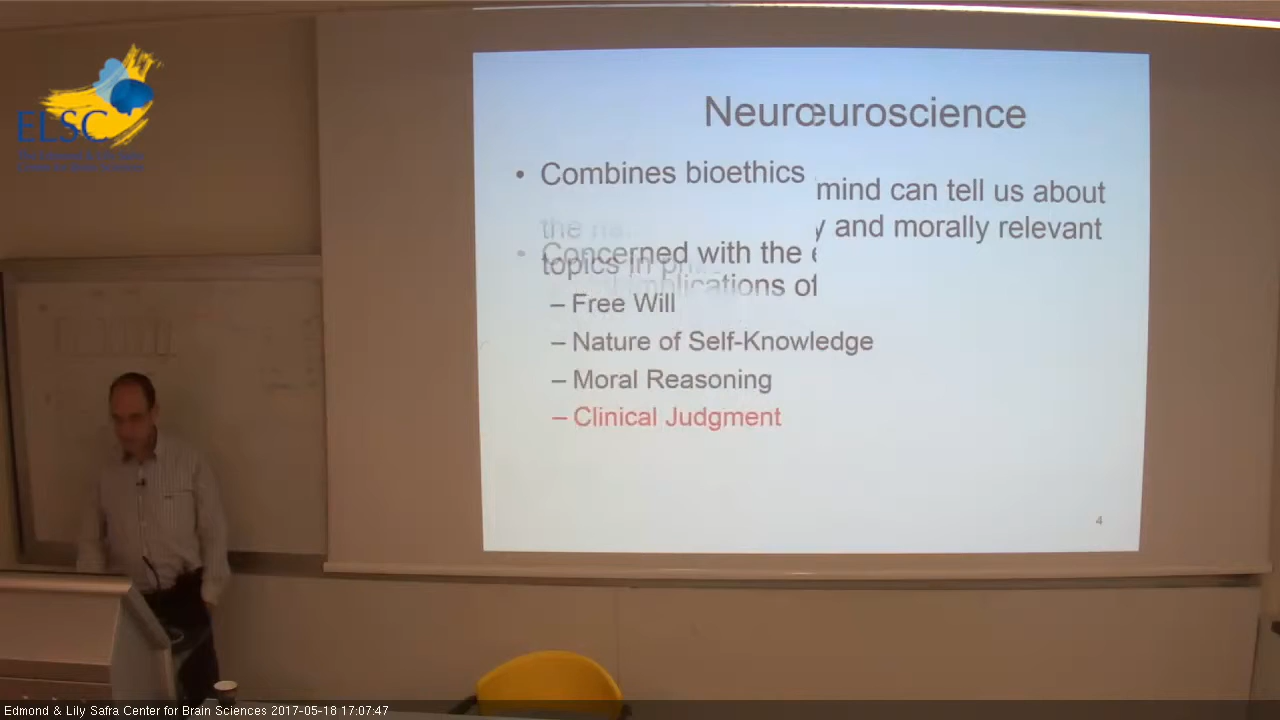 ELSC
Neurœuroscience
• Combines bioethics
mind can tell us about
the na
y and morally relevant
• Concerned with the
topics in
implications of
– Free Will
– Nature of Self-Knowledge
– Moral Reasoning
– Clinical Judgment
4
Edmond & Lily Safra Center for Brain Sciences 2017-05-18 17:07:47